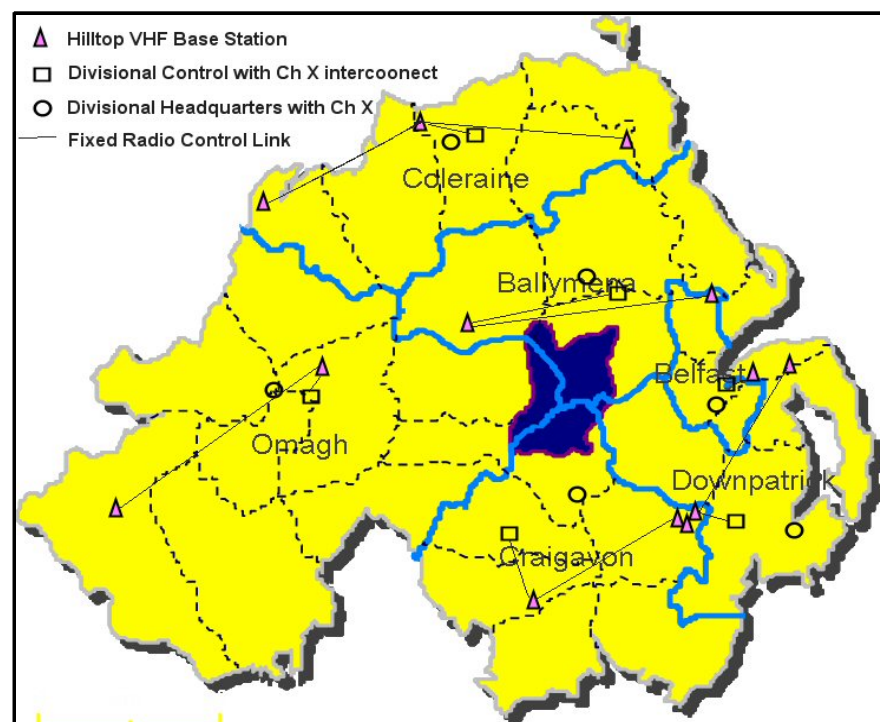 Hilltop VHF Base Station
Divisional Control with Ch X intercoonect
Divisional Headquarters with Ch X
Fixed Radio Control Link
Coleraine
Ballymena
Belfast
Omagh
Downpatrick
Craigavon